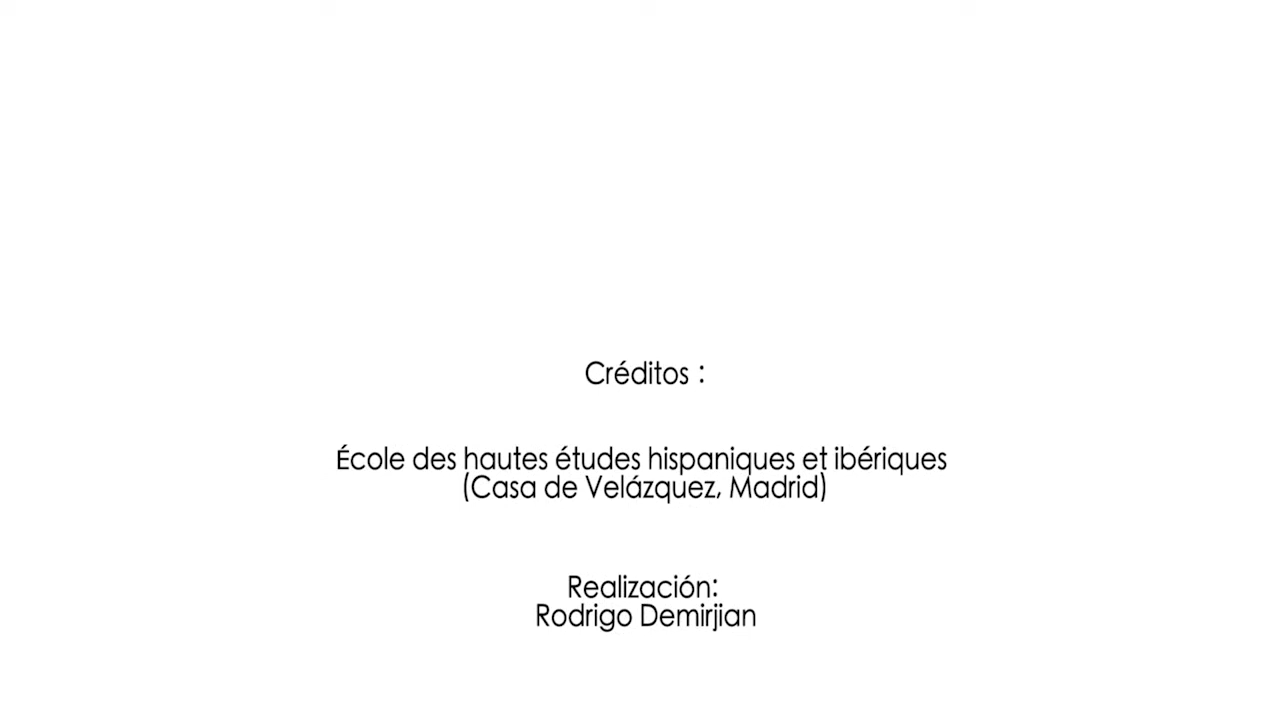 Créditos :
École des hautes études hispaniques et ibériques
(Casa de Velázquez, Madrid)
Realización:
Rodrigo Demirjian